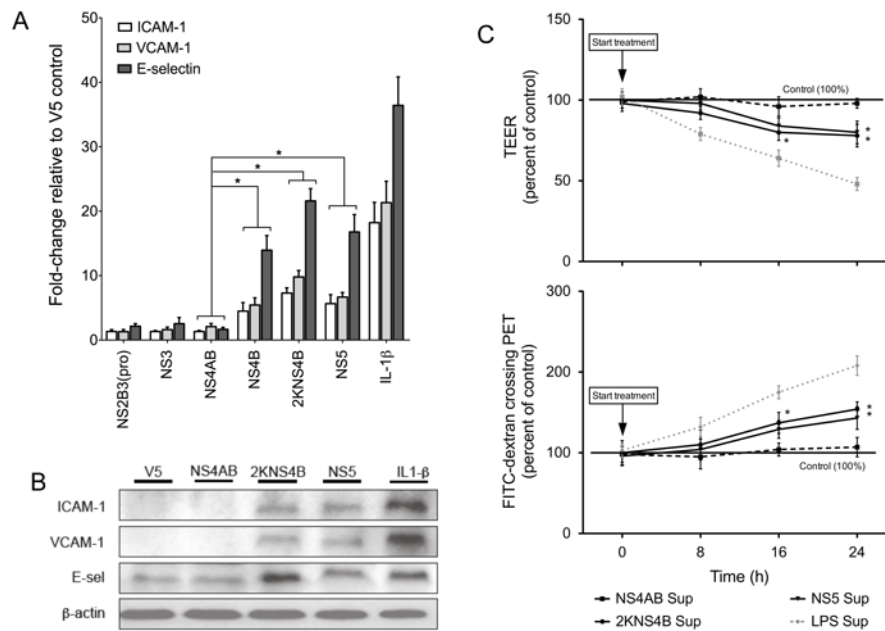 A
ICAM-1
VCAM-1
E-selectin
Fold-change relative to V5 control
50
40
30
20
10
0
*
*
*
NS2B3(pro)
NS3
NS4AB
NS4B
2KNS4B
NS5
IL-1β
B
V5 NS4AB 2KNS4B NS5 IL1-β
ICAM-1
VCAM-1
E-sel
β-actin
C
Start treatment
Control (100%)
TEER
(percent of control)
150
100
50
0
*
*
*
FITC-dextran crossing PET
(percent of control)
300
200
100
0
Start treatment
Control (100%)
*
*
*
0 8 16 24
Time (h)
NS4AB Sup NS5 Sup
2KNS4B Sup LPS Sup